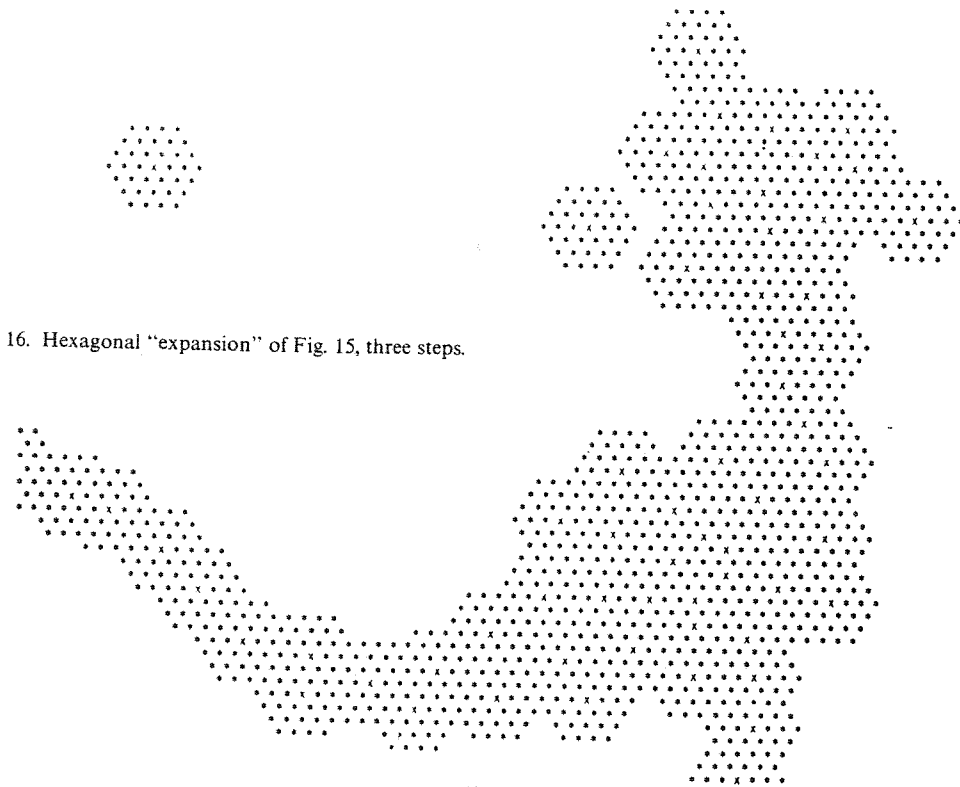 16. Hexagonal “expansion” of Fig. 15, three steps.